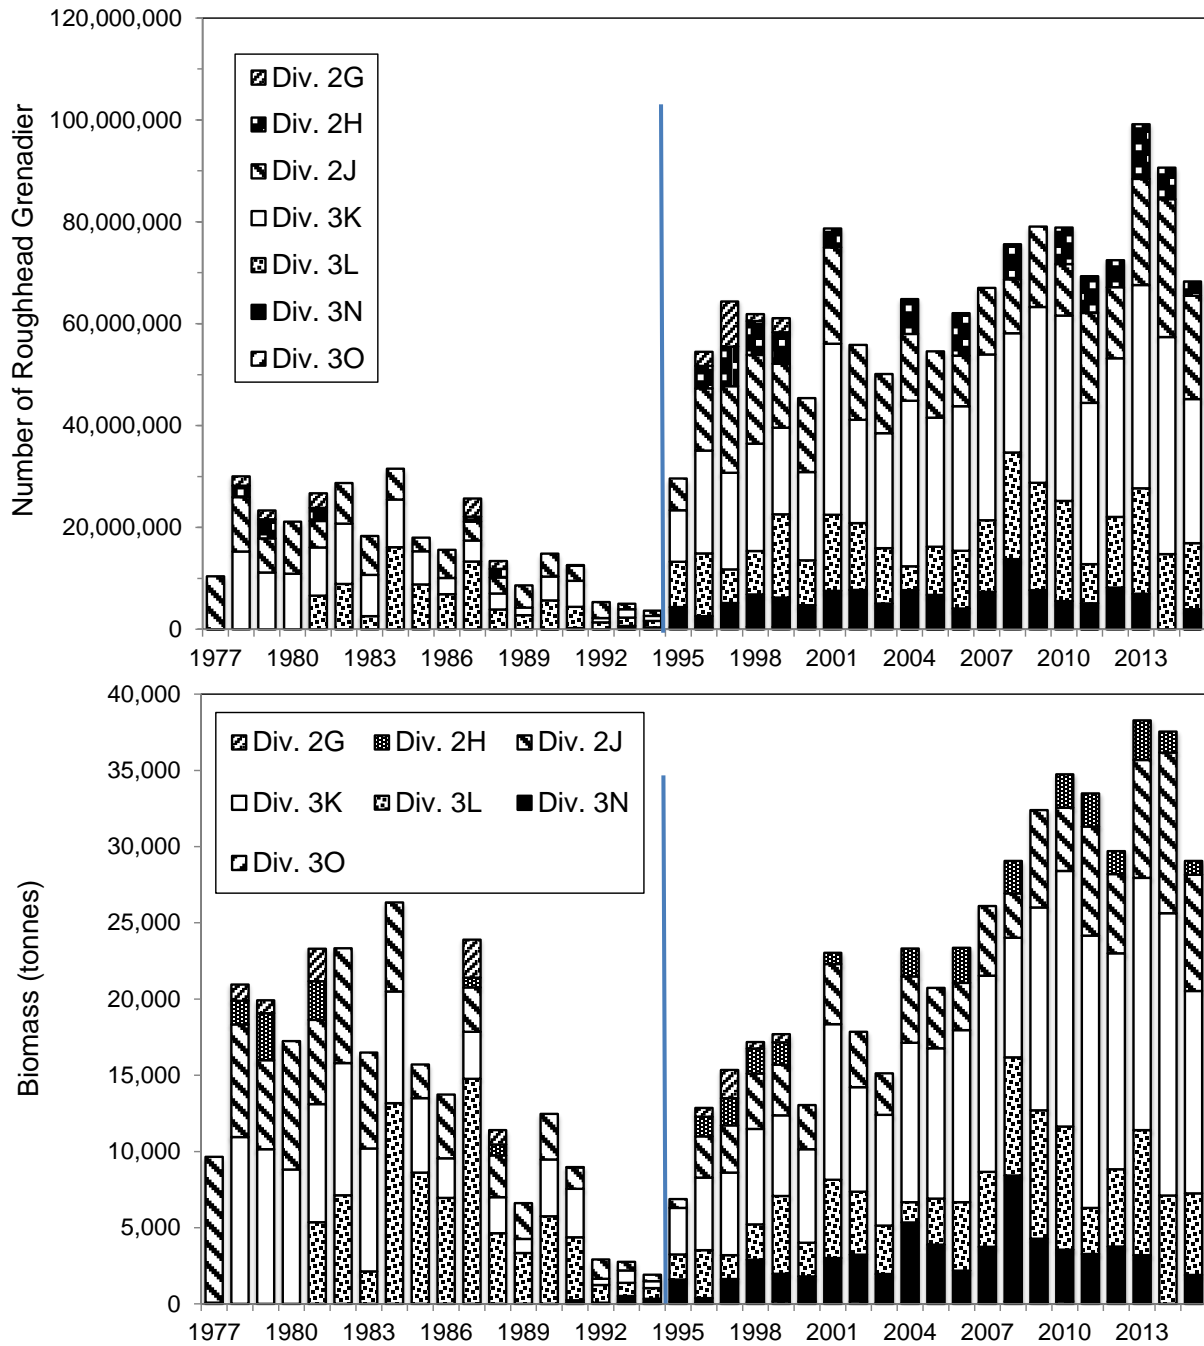 120,000,000
100,000,000
80,000,000
60,000,000
40,000,000
20,000,000
0
Number of Roughhead Grenadier
Div. 2G
Div. 2H
Div. 2J
Div. 3K
Div. 3L
Div. 3N
Div. 3O
1977 1980 1983 1986 1989 1992 1995 1998 2001 2004 2007 2010 2013
40,000
35,000
30,000
25,000
20,000
15,000
10,000
5,000
0
Biomass (tonnes)
Div. 2G Div. 2H Div. 2J
Div. 3K Div. 3L Div. 3N
Div. 3O
1977 1980 1983 1986 1989 1992 1995 1998 2001 2004 2007 2010 2013